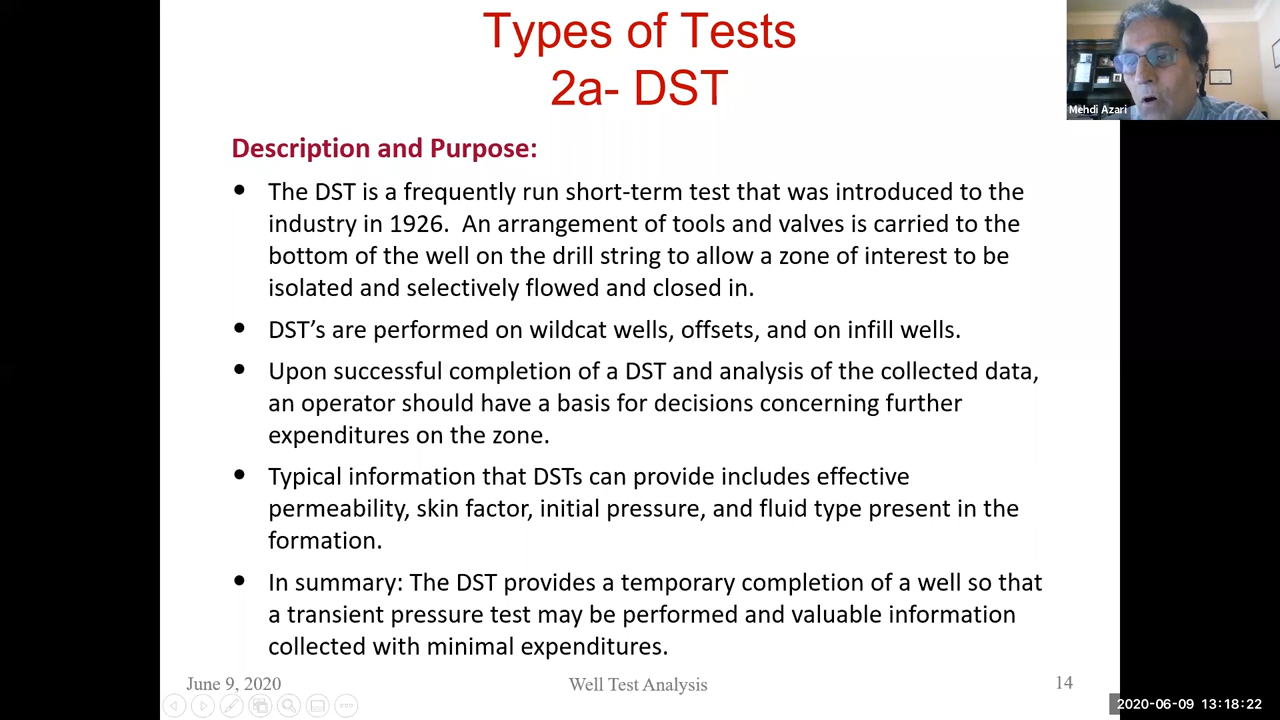 Types of Tests
2a- DST
Mehdi Azari
Description and Purpose:
• The DST is a frequently run short-term test that was introduced to the
industry in 1926.  An arrangement of tools and valves is carried to the
bottom of the well on the drill string to allow a zone of interest to be
isolated and selectively flowed and closed in.
• DST’s are performed on wildcat wells, offsets, and on infill wells.
• Upon successful completion of a DST and analysis of the collected data,
an operator should have a basis for decisions concerning further
expenditures on the zone.
• Typical information that DSTs can provide includes effective
permeability, skin factor, initial pressure, and fluid type present in the
formation.
• In summary: The DST provides a temporary completion of a well so that
a transient pressure test may be performed and valuable information
collected with minimal expenditures.
June 9, 2020
Well Test Analysis
14
2020-06-09 13:18:22